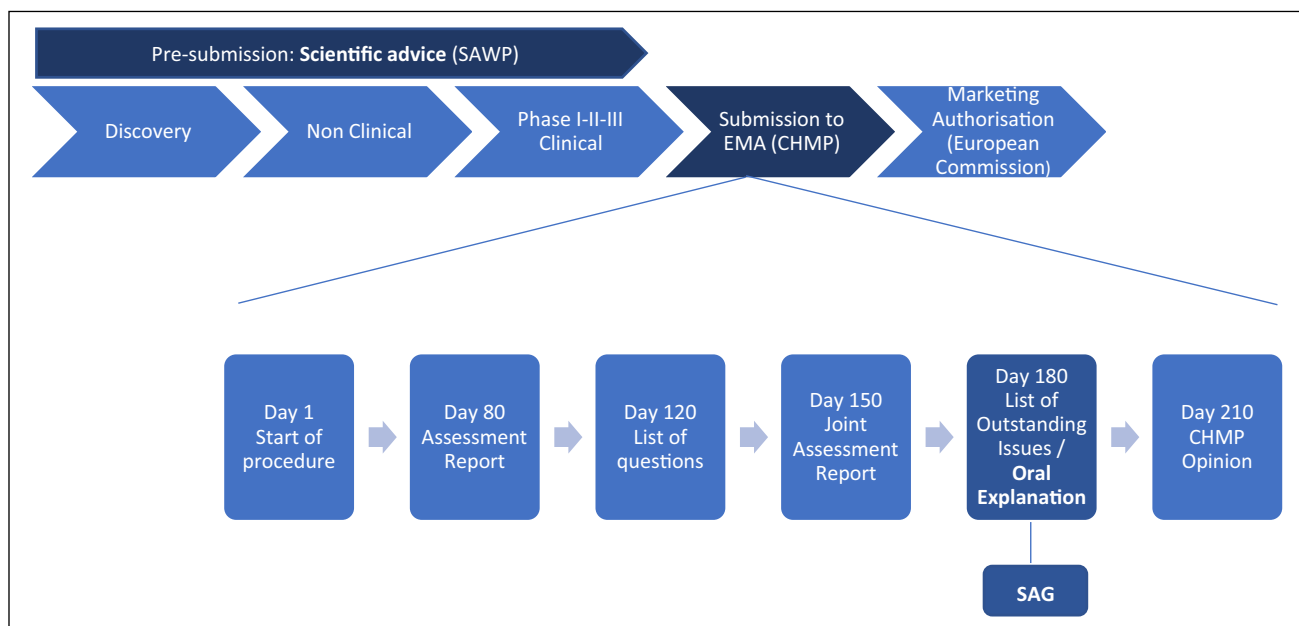 Pre-submission: Scientific advice (SAWP)
Discovery
Non Clinical
Phase I-II-III
Clinical
Submission to
EMA (CHMP)
Marketing
Authorisation
(European
Commission)
Day 1
Start of
procedure
Day 80
Assessment
Report
Day 120
List of
questions
Day 150
Joint
Assessment
Report
Day 180
List of
Outstanding
Issues /
Oral
Explanation
Day 210
CHMP
Opinion
SAG